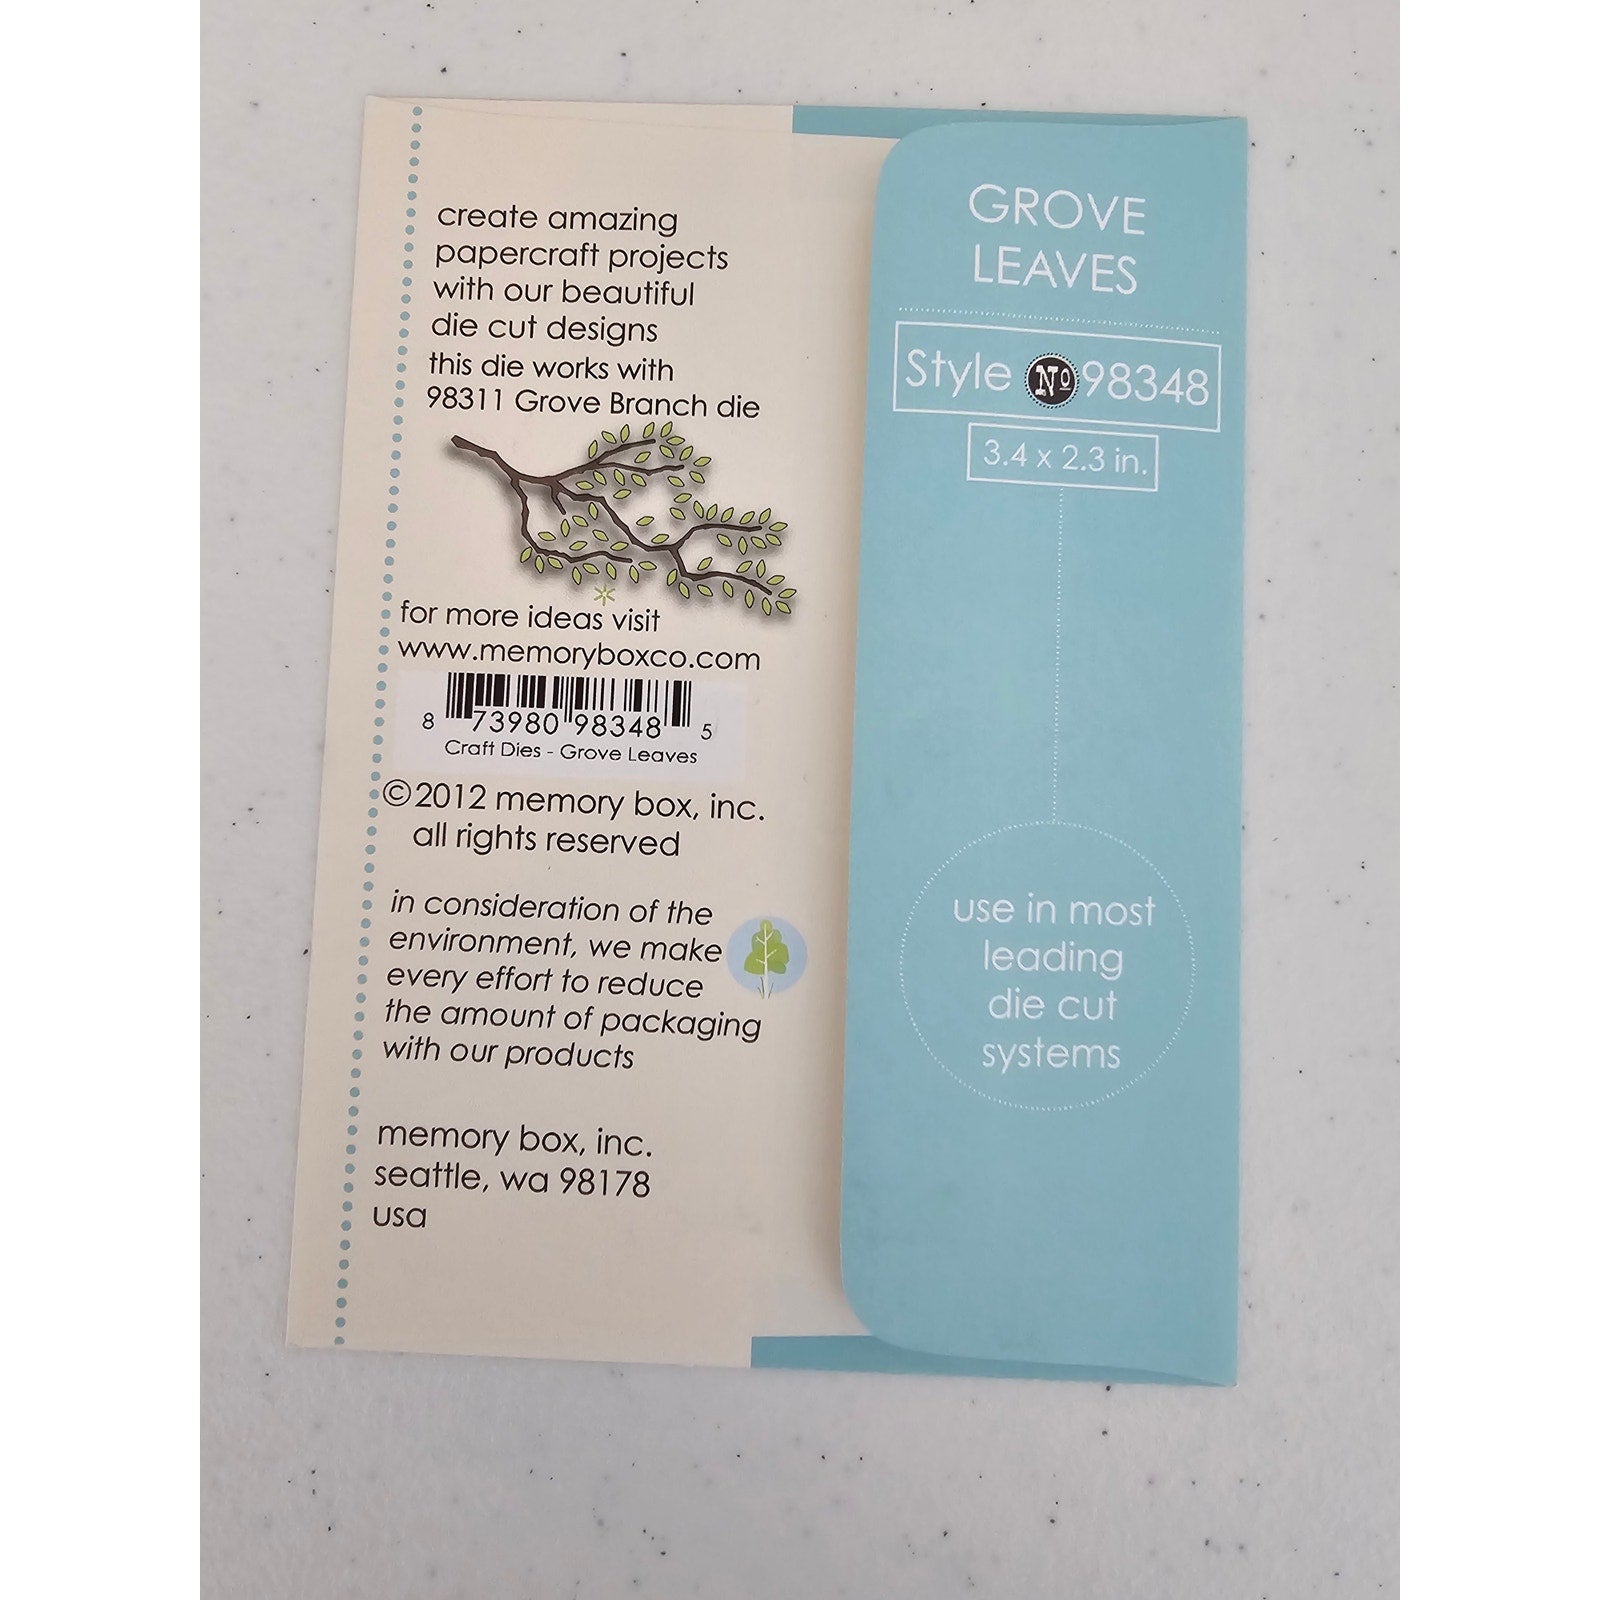 create amazing
papercraft projects
with our beautiful
die cut designs
this die works with
98311 Grove Branch die
for more ideas visit
www.memoryboxco.com
8 73980 98348 5
Craft Dies - Grove Leaves
©2012 memory box, inc.
all rights reserved
in consideration of the
environment, we make
every effort to reduce
the amount of packaging
with our products
memory box, inc.
seattle, wa 98178
usa
GROVE
LEAVES
Style No 98348
3.4 x 2.3 in.
use in most
leading
die cut
systems